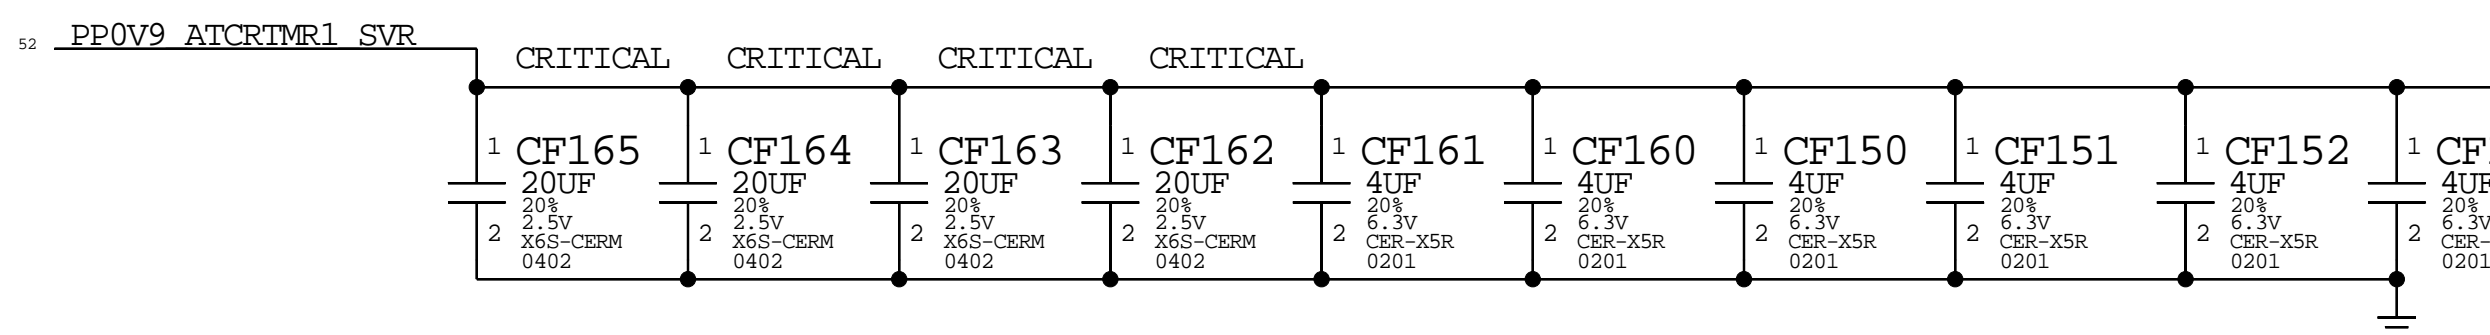 52 PP0V9 ATCRTMR1 SVR
CRITICAL CRITICAL CRITICAL CRITICAL
1 CF165 1 CF164 1 CF163 1 CF162 1 CF161 1 CF160 1 CF150 1 CF151 1 CF152 1
20UF 20UF 20UF 20UF 4UF 4UF 4UF 4UF 4UF 4UF
20% 20% 20% 20% 20% 20% 20% 20% 20% 20%
2.5V 2.5V 2.5V 2.5V 6.3V 6.3V 6.3V 6.3V 6.3V 6.3V
2 X6S-CERM 2 X6S-CERM 2 X6S-CERM 2 X6S-CERM 2 CER-X5R 2 CER-X5R 2 CER-X5R 2 CER-X5R 2 CER-X5R 2 CER-
0402 0402 0402 0402 0201 0201 0201 0201 0201 0201